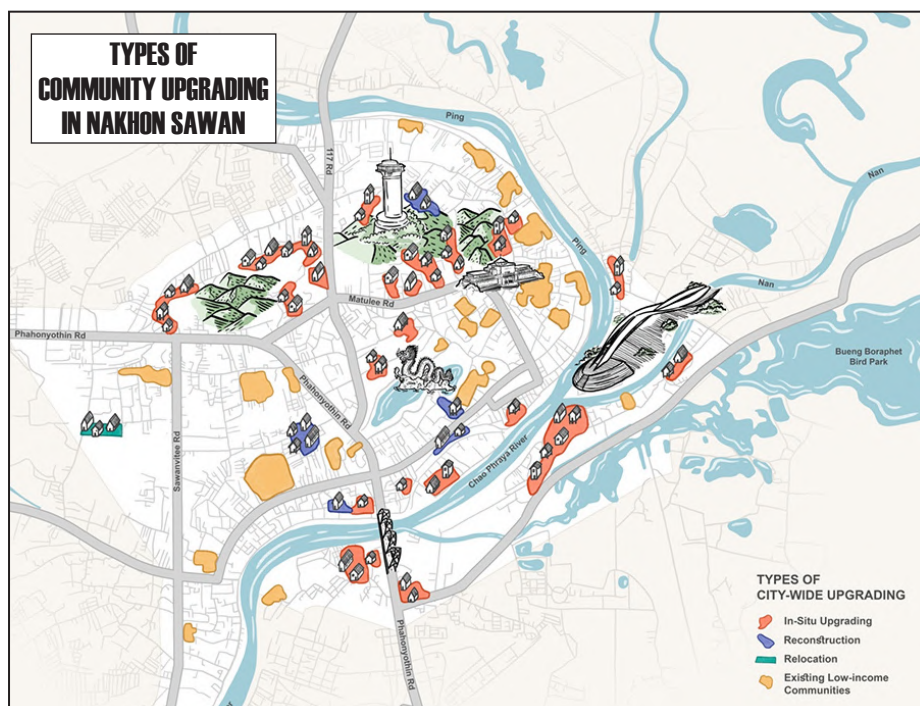 TYPES OF
COMMUNITY UPGRADING
IN NAKHON SAWAN
Ping
117 Rd
Nan
Ping
Nan
Matulee Rd
Phahonyothin Rd
Bueng Boraphet
Bird Park
Phahonyothin Rd
Sawanvitee Rd
Chao Phraya River
Phahonyothin Rd
TYPES OF
CITY-WIDE UPGRADING
In-Situ Upgrading
Reconstruction
Relocation
Existing Low-income
Communities